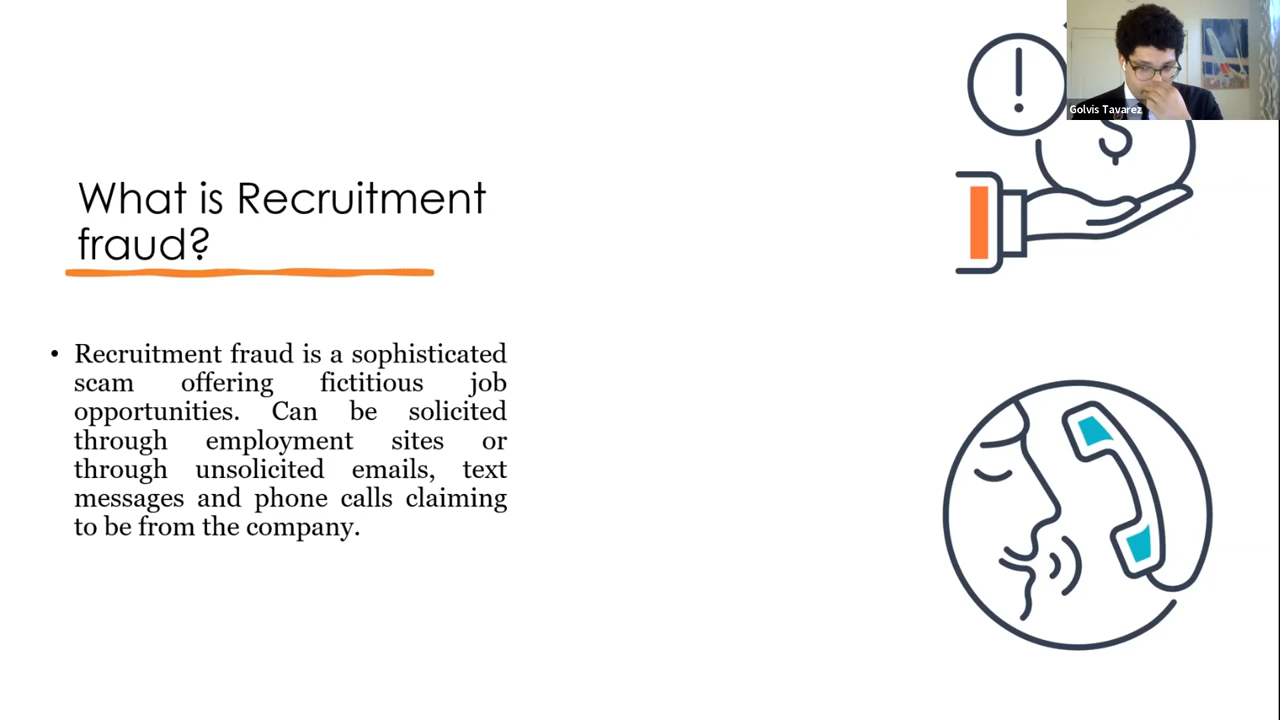 Golvis Tavarez
$
What is Recruitment
fraud?
• Recruitment fraud is a sophisticated
scam offering fictitious job
opportunities. Can be solicited
through employment sites or
through unsolicited emails, text
messages and phone calls claiming
to be from the company.